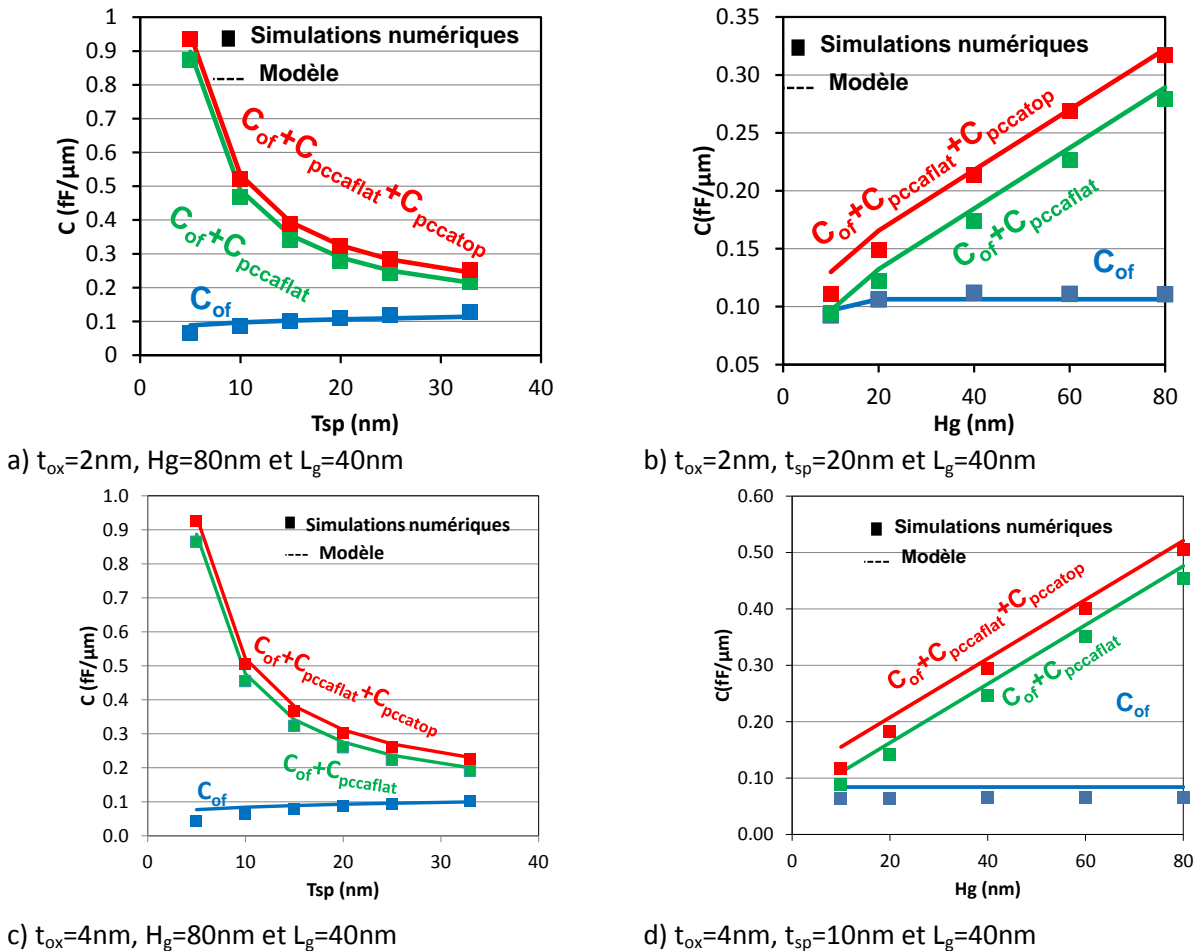 1
0.9
0.8
0.7
0.6
0.5
0.4
0.3
0.2
0.1
0
C (fF/µm)
Simulations numériques
Modèle
Cof+Cpccaflat+Cpccatop
Cof+Cpccaflat
Cof
0 10 20 30 40
Tsp (nm)
a) tox=2nm, Hg=80nm et Lg=40nm
0.35
0.30
0.25
0.20
0.15
0.10
0.05
C(fF/µm)
Simulations numériques
Modèle
Cof+Cpccaflat+Cpccatop
Cof+Cpccaflat
Cof
0 20 40 60 80
Hg (nm)
b) tox=2nm, tsp=20nm et Lg=40nm
1.0
0.9
0.8
0.7
0.6
0.5
0.4
0.3
0.2
0.1
0.0
C (fF/µm)
Simulations numériques
Modèle
Cof+Cpccaflat+Cpccatop
Cof+Cpccaflat
Cof
0 10 20 30 40
Tsp (nm)
c) tox=4nm, Hg=80nm et Lg=40nm
0.60
0.50
0.40
0.30
0.20
0.10
0.00
C(fF/µm)
Simulations numériques
Modèle
Cof+Cpccaflat+Cpccatop
Cof+Cpccaflat
Cof
0 20 40 60 80
Hg (nm)
d) tox=4nm, tsp=10nm et Lg=40nm